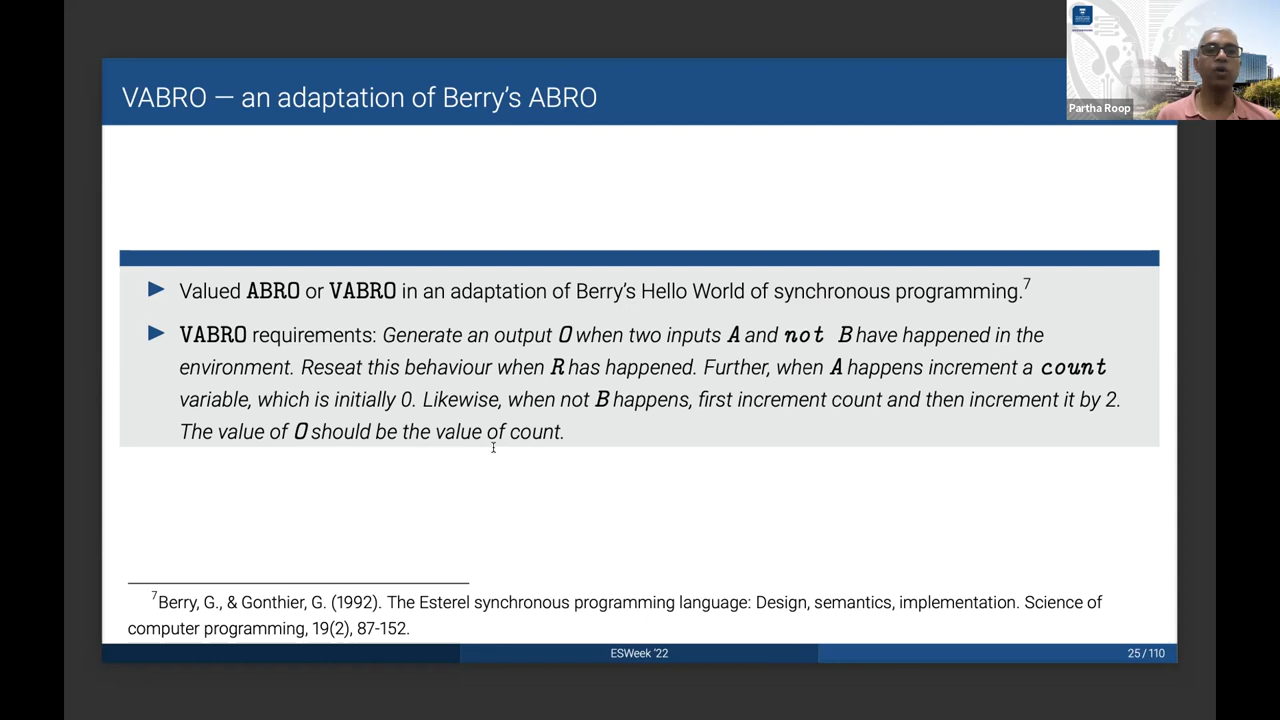 VABRO — an adaptation of Berry's ABRO
Partha Roop
► Valued ABRO or VABRO in an adaptation of Berry's Hello World of synchronous programming.7
► VABRO requirements: Generate an output O when two inputs A and not B have happened in the
environment. Reseat this behaviour when R has happened. Further, when A happens increment a count
variable, which is initially 0. Likewise, when not B happens, first increment count and then increment it by 2.
The value of O should be the value of count.
7Berry, G., & Gonthier, G. (1992). The Esterel synchronous programming language: Design, semantics, implementation. Science of
computer programming, 19(2), 87-152.
ESWeek '22
25 / 110